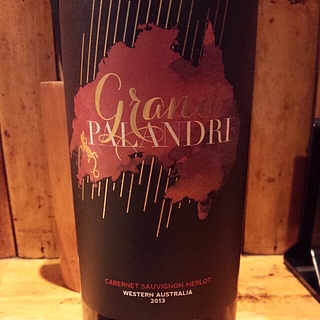 Grand
PALANDRI
CABERNET SAUVIGNON MERLOT
WESTERN AUSTRALIA
2013